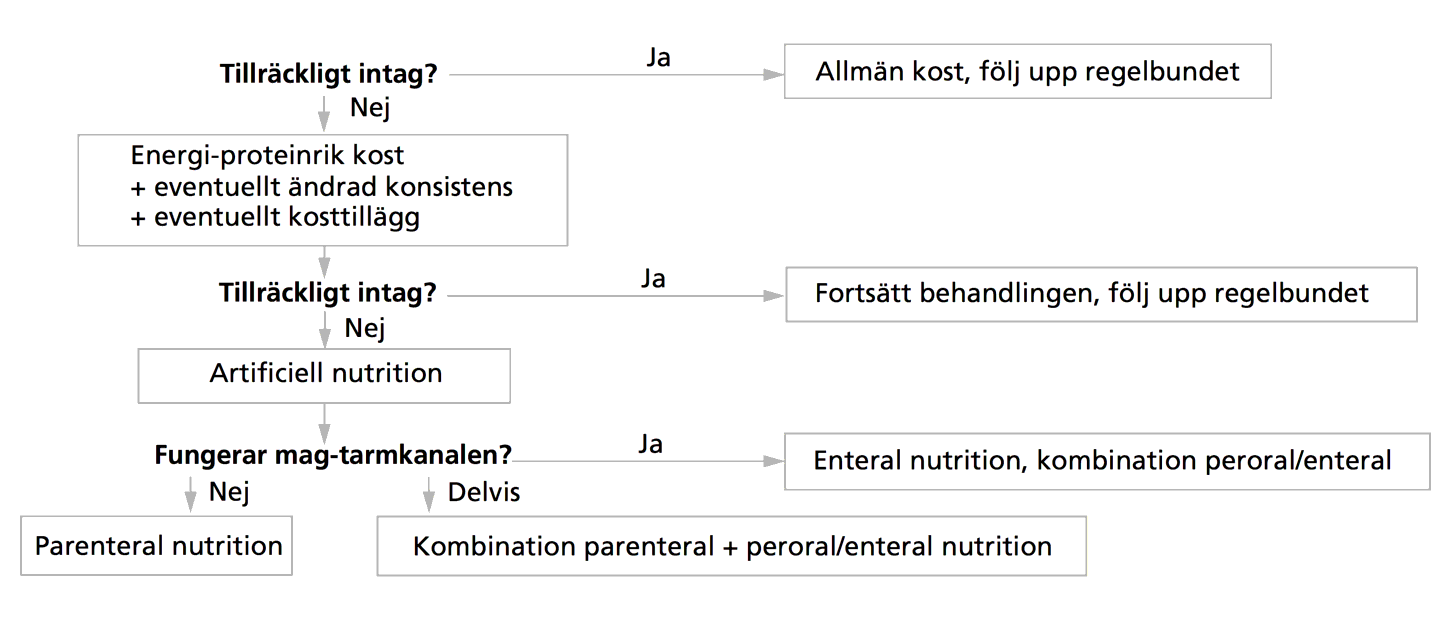 Tillräckligt intag?
Ja
Allmän kost, följ upp regelbundet
Nej
Energi-proteinrik kost
+ eventuellt ändrad konsistens
+ eventuellt kosttillägg
Tillräckligt intag?
Ja
Fortsätt behandlingen, följ upp regelbundet
Nej
Artificiell nutrition
Fungerar mag-tarmkanalen?
Ja
Enteral nutrition, kombination peroral/enteral
Nej
Delvis
Parenteral nutrition
Kombination parenteral + peroral/enteral nutrition